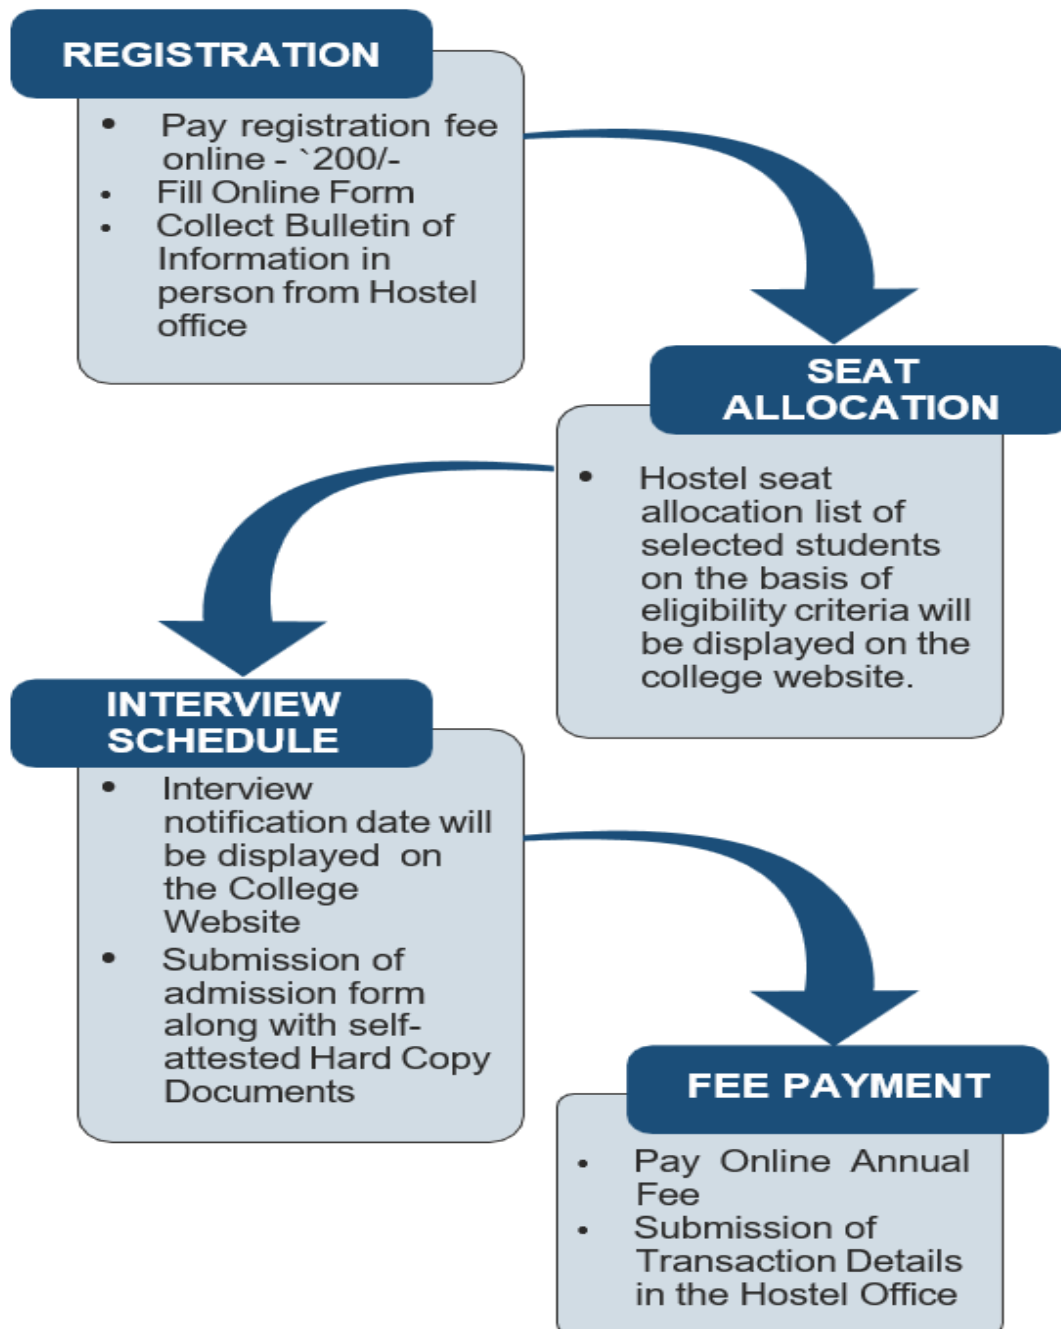 REGISTRATION
• Pay registration fee
online - `200/-
• Fill Online Form
• Collect Bulletin of
Information in
person from Hostel
office
SEAT
ALLOCATION
• Hostel seat
allocation list of
selected students
on the basis of
eligibility criteria will
be displayed on the
college website.
INTERVIEW
SCHEDULE
• Interview
notification date will
be displayed on
the College
Website
• Submission of
admission form
along with self-
attested Hard Copy
Documents
FEE PAYMENT
• Pay Online Annual
Fee
• Submission of
Transaction Details
in the Hostel Office